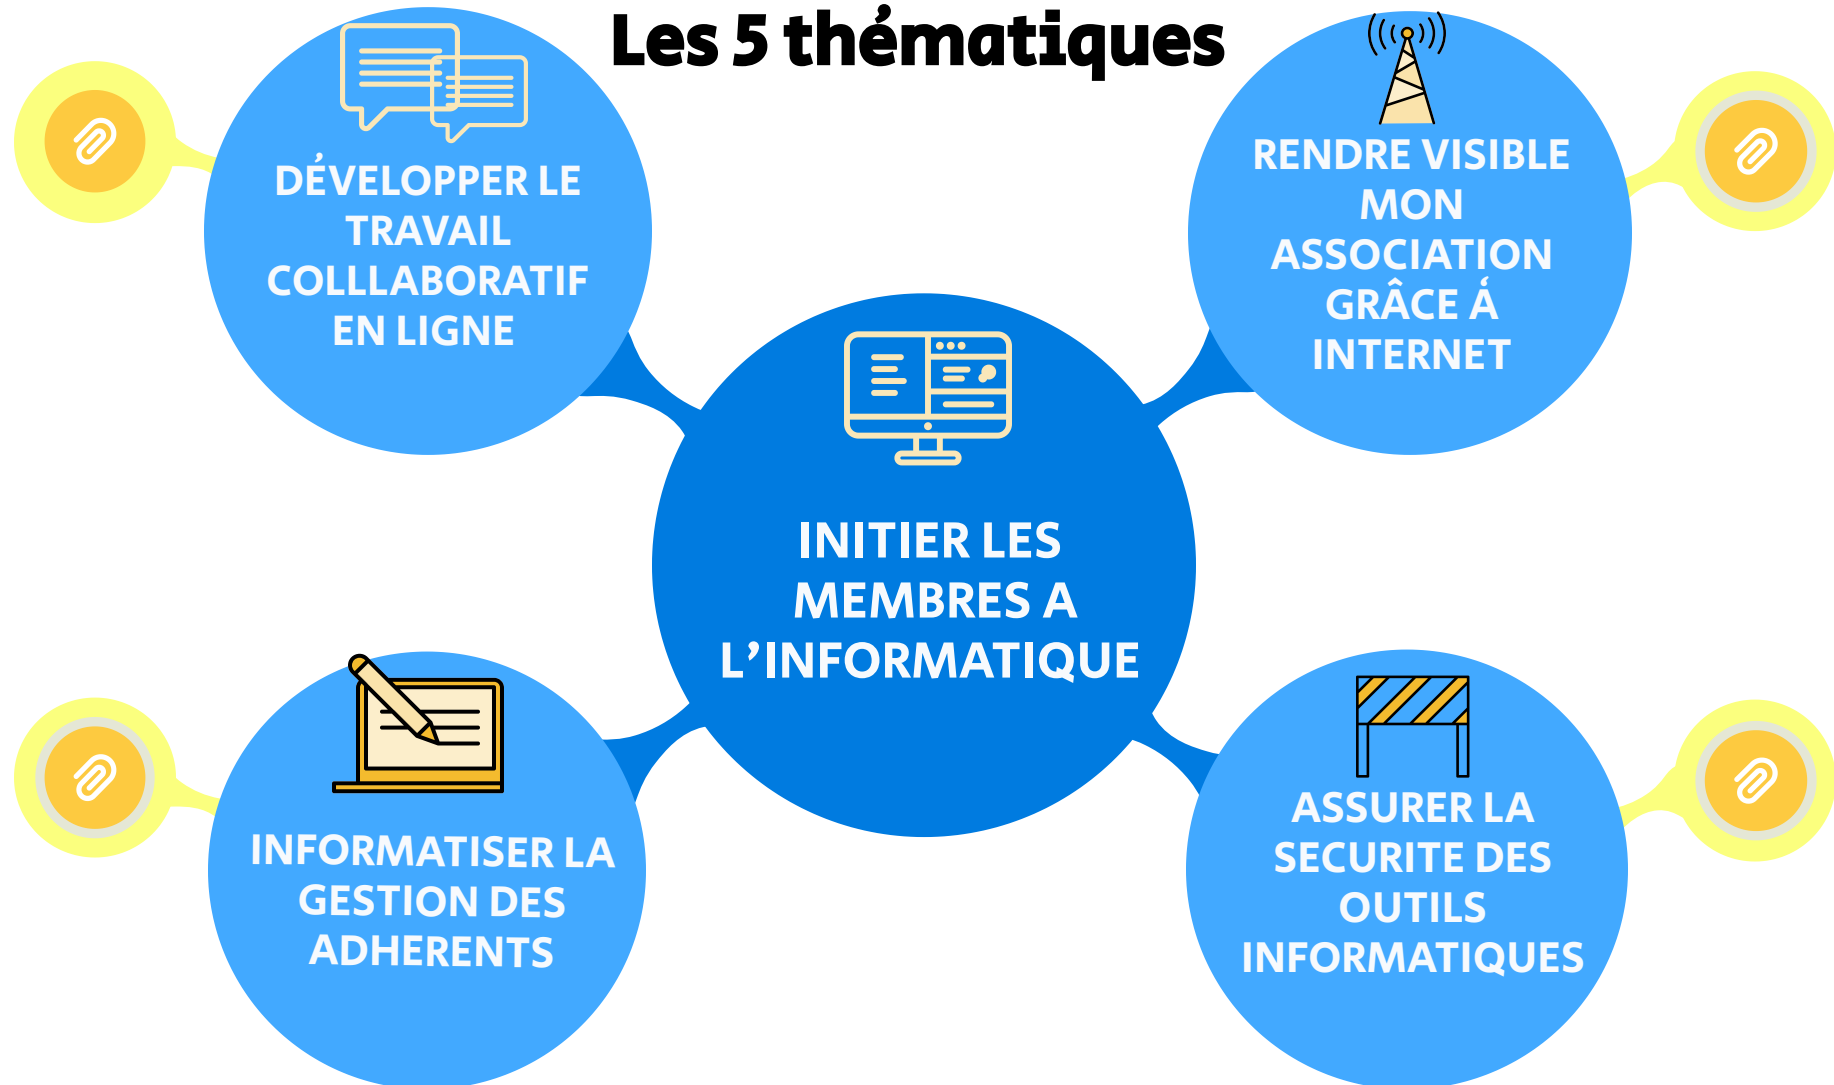 Les 5 thématiques
DÉVELOPPER LE
TRAVAIL
COLLLABORATIF
EN LIGNE
RENDRE VISIBLE
MON
ASSOCIATION
GRÂCE Á
INTERNET
INITIER LES
MEMBRES A
L’INFORMATIQUE
INFORMATISER LA
GESTION DES
ADHERENTS
ASSURER LA
SECURITE DES
OUTILS
INFORMATIQUES